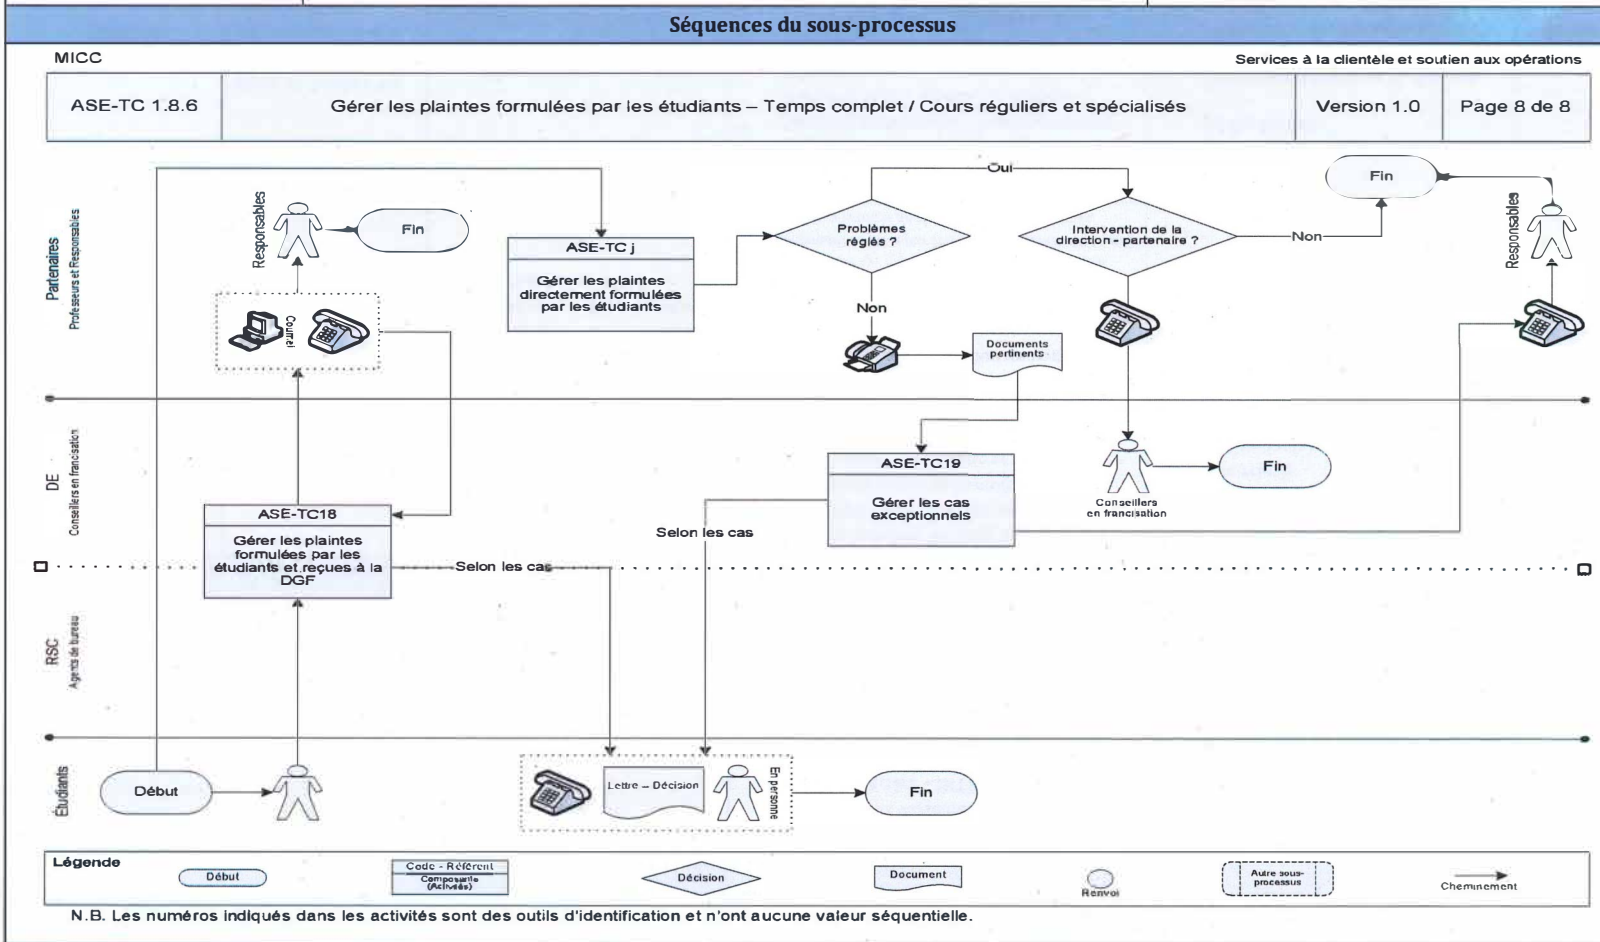 Séquences du sous-processus
MICC
Services à la clientèle et soutien aux opérations
ASE-TC 1.8.6
Gérer les plaintes formulées par les étudiants – Temps complet / Cours réguliers et spécialisés
Version 1.0
Page 8 de 8
Partenaires
Professeurs et Responsables
Responsables
Fin
Courriel
ASE-TC j
Gérer les plaintes
directement formulées
par les étudiants
Problèmes
réglés ?
Oui
Non
Documents
pertinents
Intervention de la
direction - partenaire ?
Non
Fin
Responsables
DE
Conseillers en francisation
ASE-TC18
Gérer les plaintes
formulées par les
étudiants et reçues à la
DGF
Selon les cas
Selon les cas
ASE-TC19
Gérer les cas
exceptionnels
Conseillers
en francisation
Fin
RSC
Agents de bureau
Étudiants
Début
Lettre – Décision
En personne
Fin
Légende
Début
Code - Référent
Composante
(Activités)
Décision
Document
Renvoi
Autre sous-
processus
Cheminement
N.B. Les numéros indiqués dans les activités sont des outils d'identification et n'ont aucune valeur séquentielle.